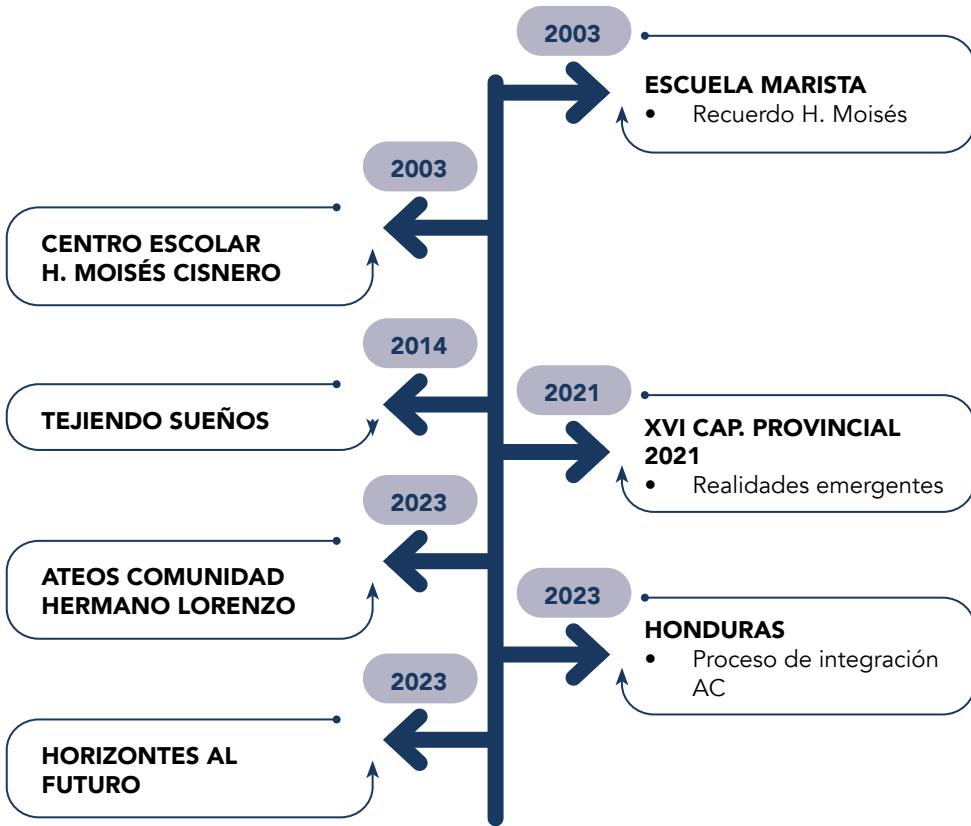 2003
ESCUELA MARISTA
• Recuerdo H. Moisés
2003
CENTRO ESCOLAR
H. MOISÉS CISNERO
2014
TEJIENDO SUEÑOS
2021
XVI CAP. PROVINCIAL
2021
• Realidades emergentes
2023
ATEOS COMUNIDAD
HERMANO LORENZO
2023
HONDURAS
• Proceso de integración
AC
2023
HORIZONTES AL
FUTURO